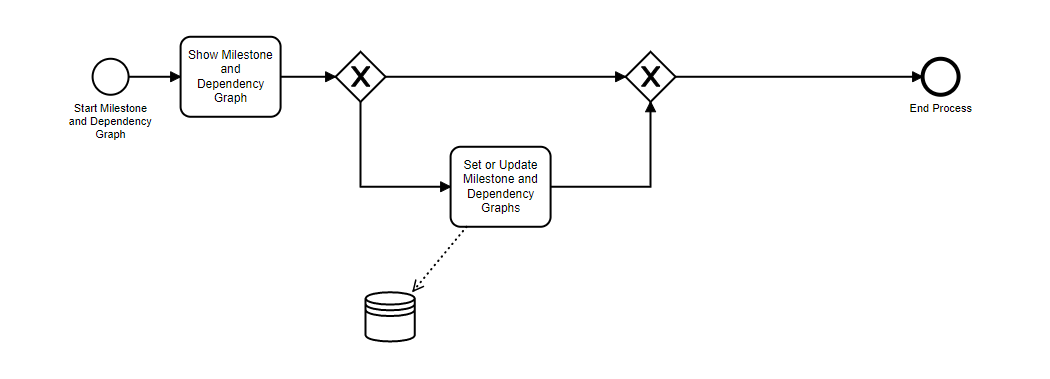 Show Milestone
and
Dependency
Graph
Start Milestone
and Dependency
Graph
End Process
Set or Update
Milestone and
Dependency
Graphs